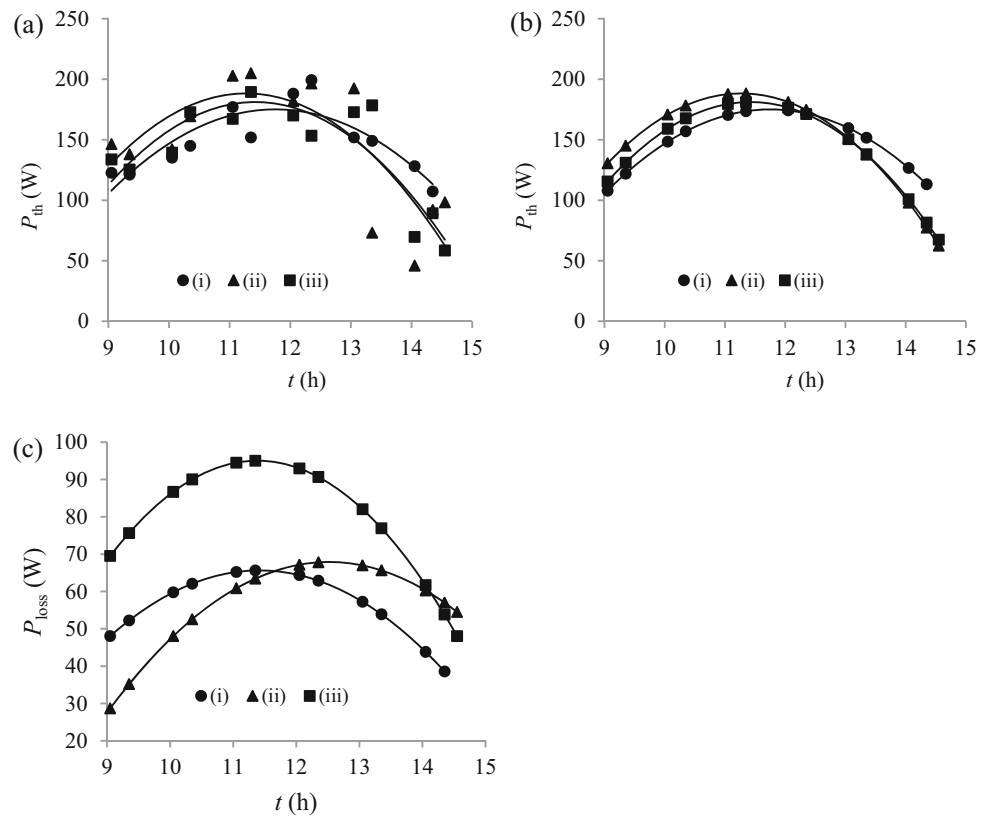 (a)
250
200
150
100
50
0
P_th (W)
(i) (ii) (iii)
9 10 11 12 13 14 15
t (h)
(b)
250
200
150
100
50
0
P_th (W)
(i) (ii) (iii)
9 10 11 12 13 14 15
t (h)
(c)
100
90
80
70
60
50
40
30
20
P_loss (W)
(i) (ii) (iii)
9 10 11 12 13 14 15
t (h)